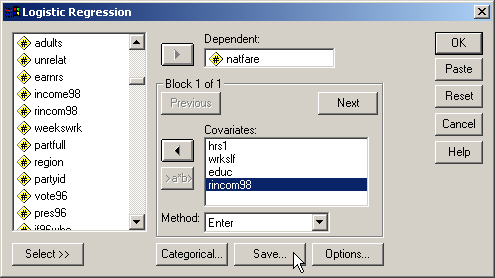 Logistic Regression
adults
unrelat
earnrs
income98
rincom98
weekswrk
partfull
region
partyid
vote96
pres96
if96who
Dependent:
natfare
Block 1 of 1
Previous
Next
Covariates:
hrs1
wrkslf
educ
rincom98
>a*b>
Method:
Enter
OK
Paste
Reset
Cancel
Help
Select >>
Categorical...
Save...
Options...